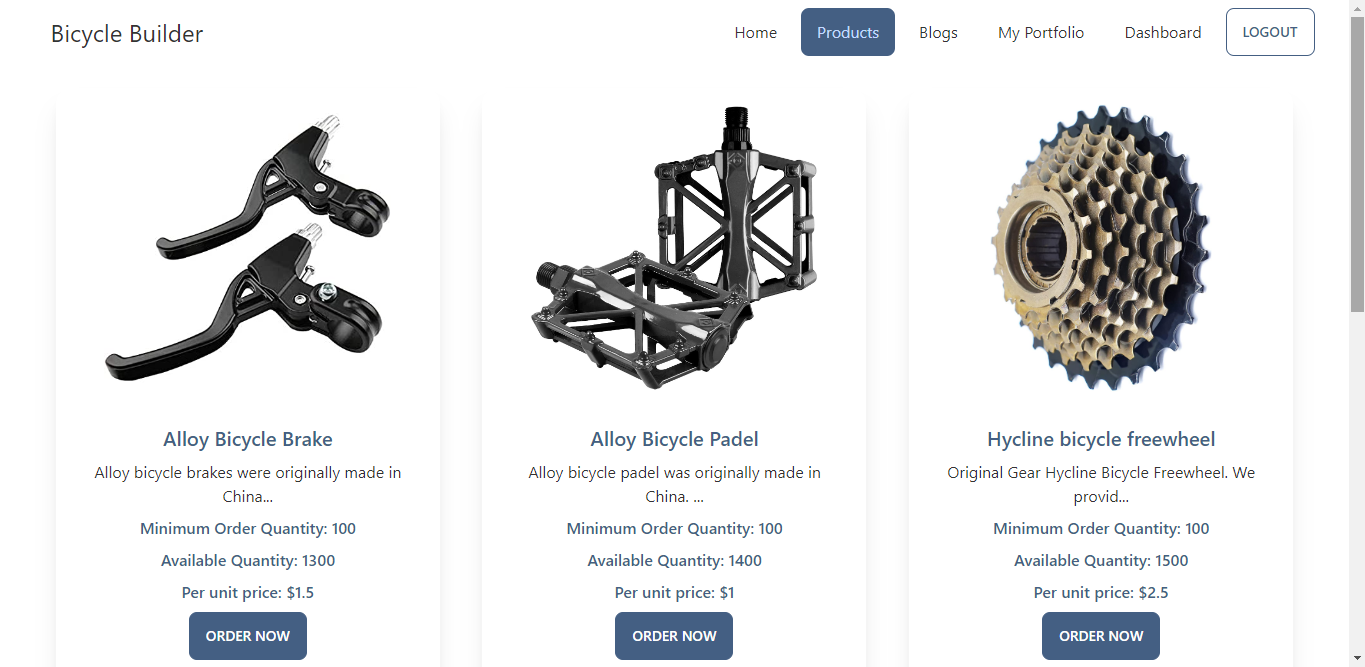 Bicycle Builder
Home
Products
Blogs
My Portfolio
Dashboard
LOGOUT
Alloy Bicycle Brake
Alloy bicycle brakes were originally made in
China...
Minimum Order Quantity: 100
Available Quantity: 1300
Per unit price: $1.5
ORDER NOW
Alloy Bicycle Padel
Alloy bicycle padel was originally made in
China. ...
Minimum Order Quantity: 100
Available Quantity: 1400
Per unit price: $1
ORDER NOW
Hycline bicycle freewheel
Original Gear Hycline Bicycle Freewheel. We
provid...
Minimum Order Quantity: 100
Available Quantity: 1500
Per unit price: $2.5
ORDER NOW